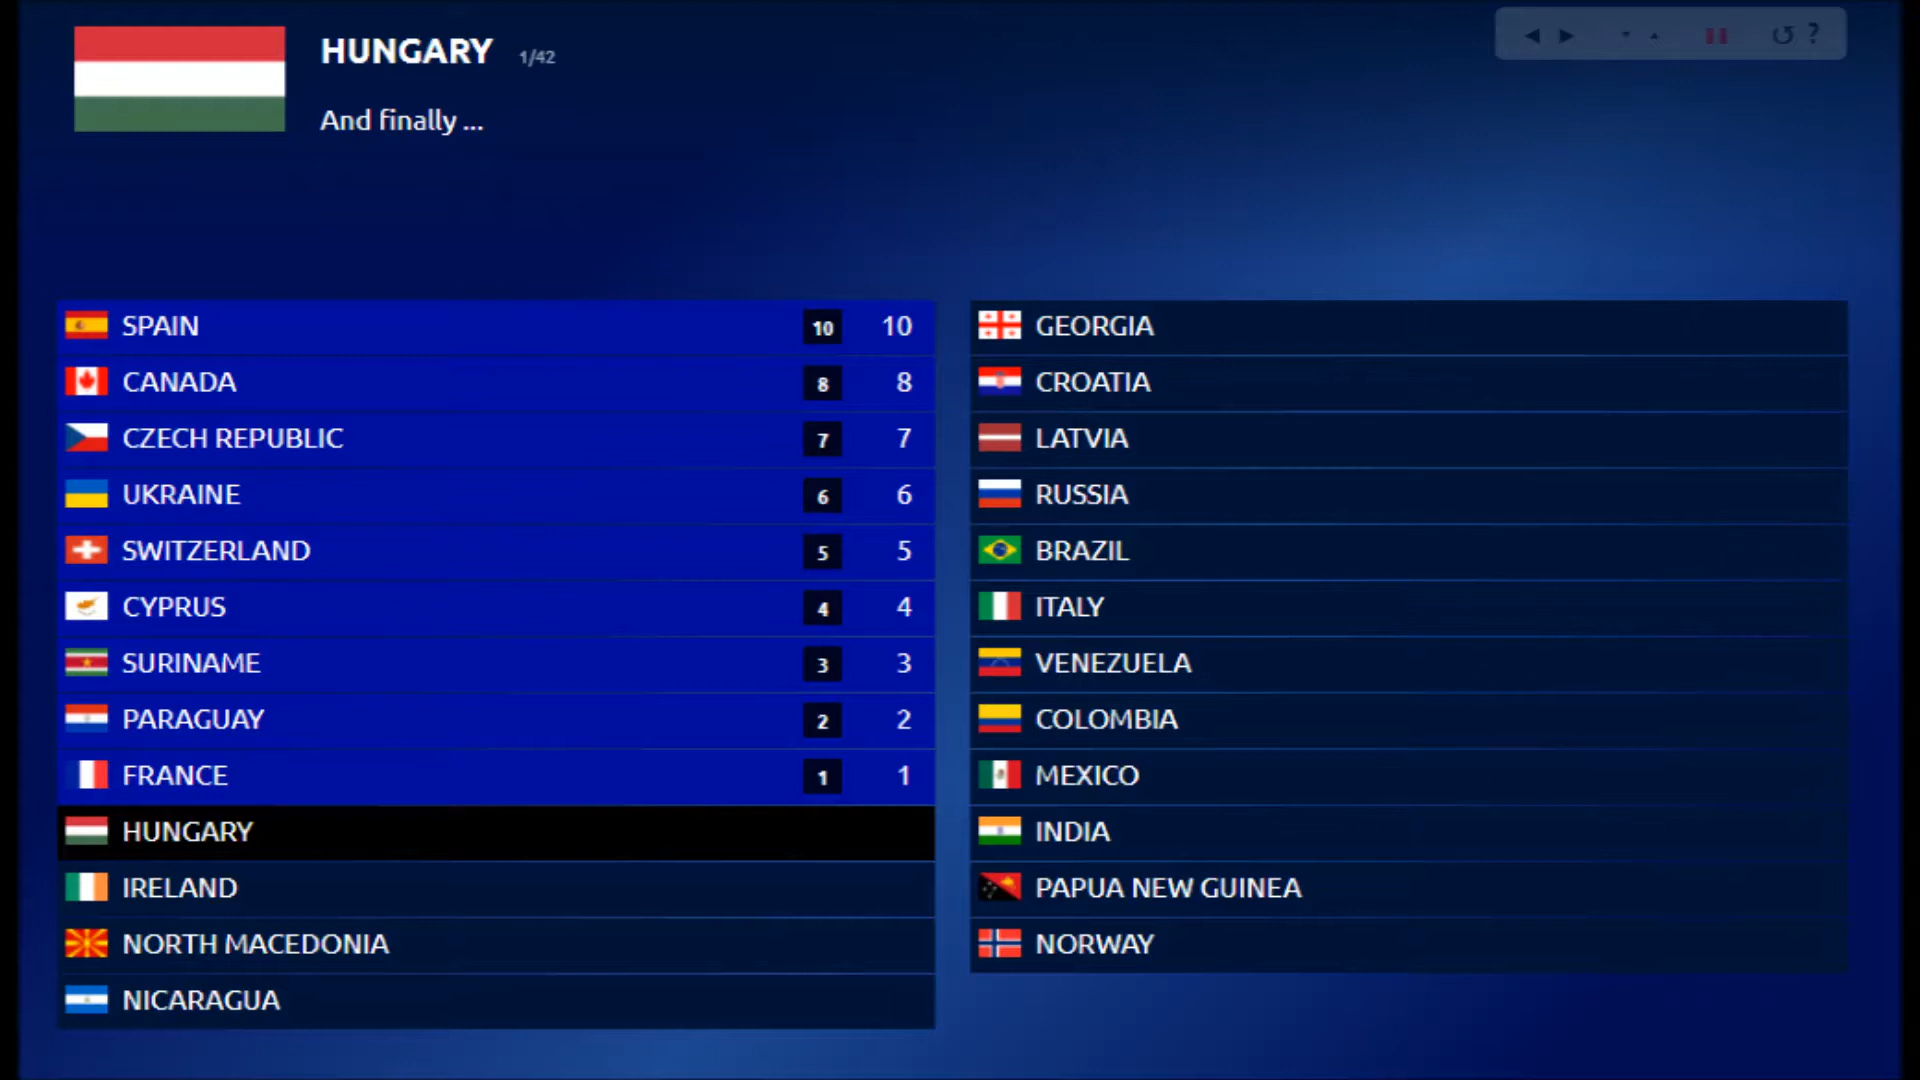 HUNGARY 1/42
?
And finally ...
SPAIN 10 10
CANADA 8 8
CZECH REPUBLIC 7 7
UKRAINE 6 6
SWITZERLAND 5 5
CYPRUS 4 4
SURINAME 3 3
PARAGUAY 2 2
FRANCE 1 1
HUNGARY
IRELAND
NORTH MACEDONIA
NICARAGUA
GEORGIA
CROATIA
LATVIA
RUSSIA
BRAZIL
ITALY
VENEZUELA
COLOMBIA
MEXICO
INDIA
PAPUA NEW GUINEA
NORWAY